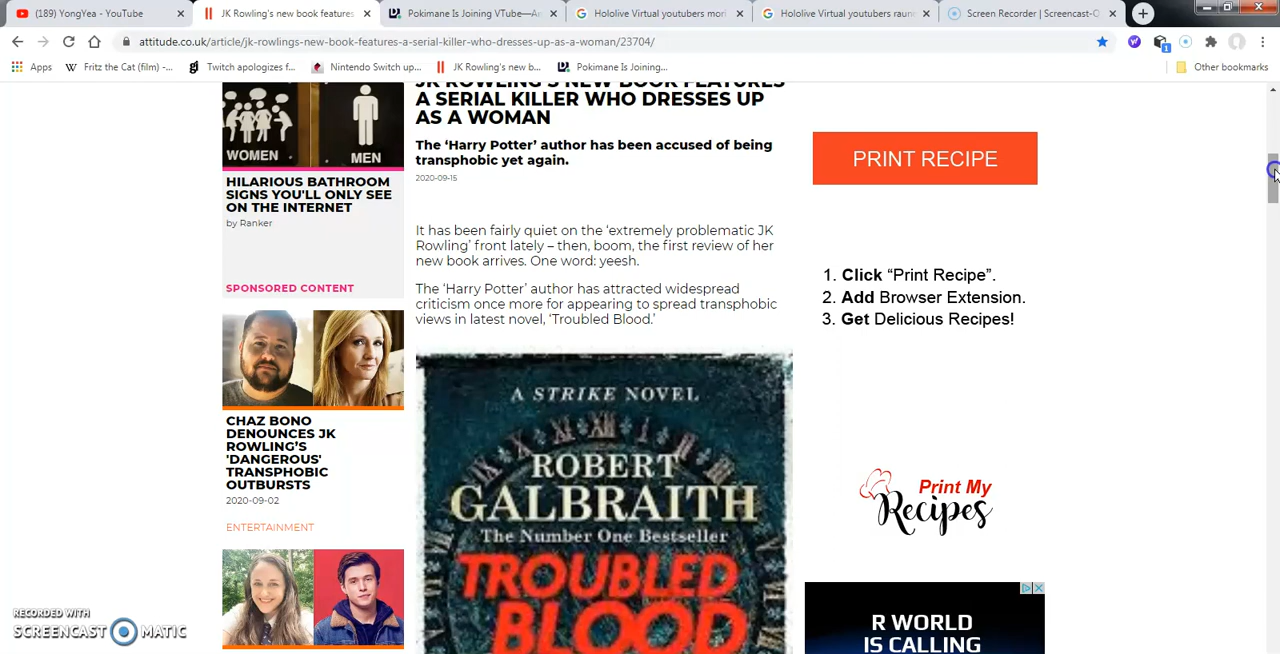 (189) YongYea - YouTube
JK Rowling's new book features
Pokimane Is Joining VTube—An
Hololive Virtual youtubers mori
Hololive Virtual youtubers raun
Screen Recorder | Screencast-O
attitude.co.uk/article/jk-rowlings-new-book-features-a-serial-killer-who-dresses-up-as-a-woman/23704/
Apps
Fritz the Cat (film) -...
Twitch apologizes f...
Nintendo Switch up...
JK Rowling's new b...
Pokimane Is Joining...
Other bookmarks
WOMEN
MEN
HILARIOUS BATHROOM
SIGNS YOU'LL ONLY SEE
ON THE INTERNET
by Ranker
SPONSORED CONTENT
CHAZ BONO
DENOUNCES JK
ROWLING'S
'DANGEROUS'
TRANSPHOBIC
OUTBURSTS
2020-09-02
ENTERTAINMENT
JK ROWLING'S NEW BOOK FEATURES
A SERIAL KILLER WHO DRESSES UP
AS A WOMAN
The 'Harry Potter' author has been accused of being
transphobic yet again.
2020-09-15
It has been fairly quiet on the 'extremely problematic JK
Rowling' front lately – then, boom, the first review of her
new book arrives. One word: yeesh.
The 'Harry Potter' author has attracted widespread
criticism once more for appearing to spread transphobic
views in latest novel, 'Troubled Blood.'
A STRIKE NOVEL
ROBERT
GALBRAITH
The Number One Bestseller
TROUBLED
BLOOD
PRINT RECIPE
1. Click “Print Recipe”.
2. Add Browser Extension.
3. Get Delicious Recipes!
Print My
Recipes
R WORLD
IS CALLING
RECORDED WITH
SCREENCAST MATIC